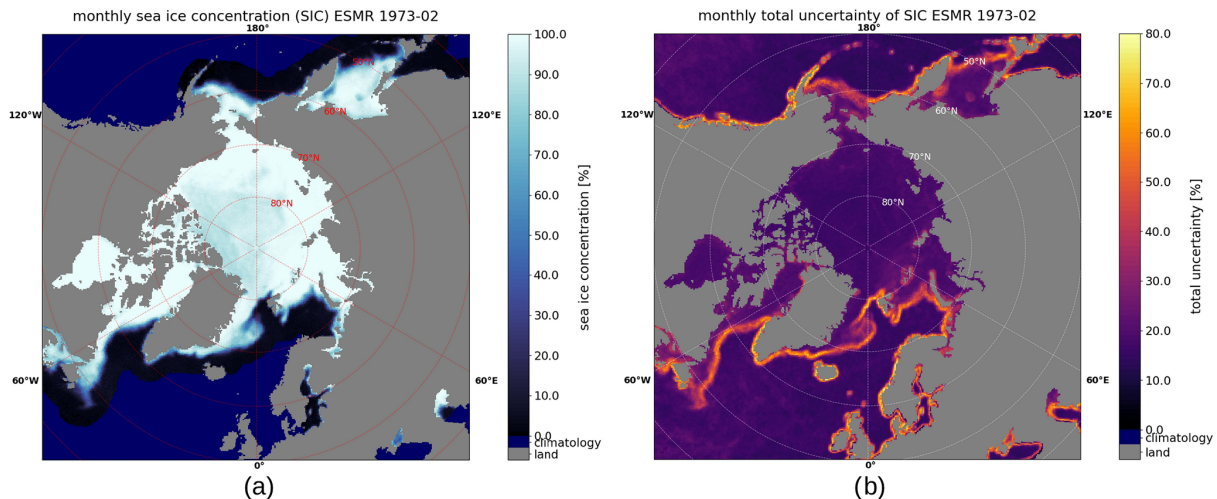 monthly sea ice concentration (SIC) ESMR 1973-02
180°
50°N
60°N
70°N
80°N
120°W
120°E
60°W
60°E
0°
100.0
90.0
80.0
70.0
60.0
50.0
40.0
30.0
20.0
10.0
0.0
climatology
land
sea ice concentration [%]
(a)
monthly total uncertainty of SIC ESMR 1973-02
180°
50°N
60°N
70°N
80°N
120°W
120°E
60°W
60°E
0°
80.0
70.0
60.0
50.0
40.0
30.0
20.0
10.0
0.0
climatology
land
total uncertainty [%]
(b)